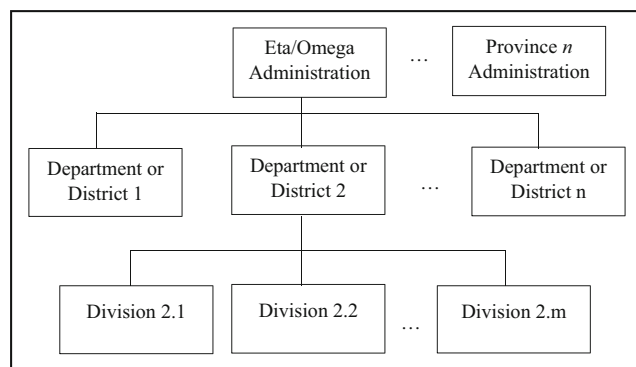 Eta/Omega
Administration
…
Province n
Administration
Department or
District 1
Department or
District 2
…
Department or
District n
Division 2.1
Division 2.2
…
Division 2.m